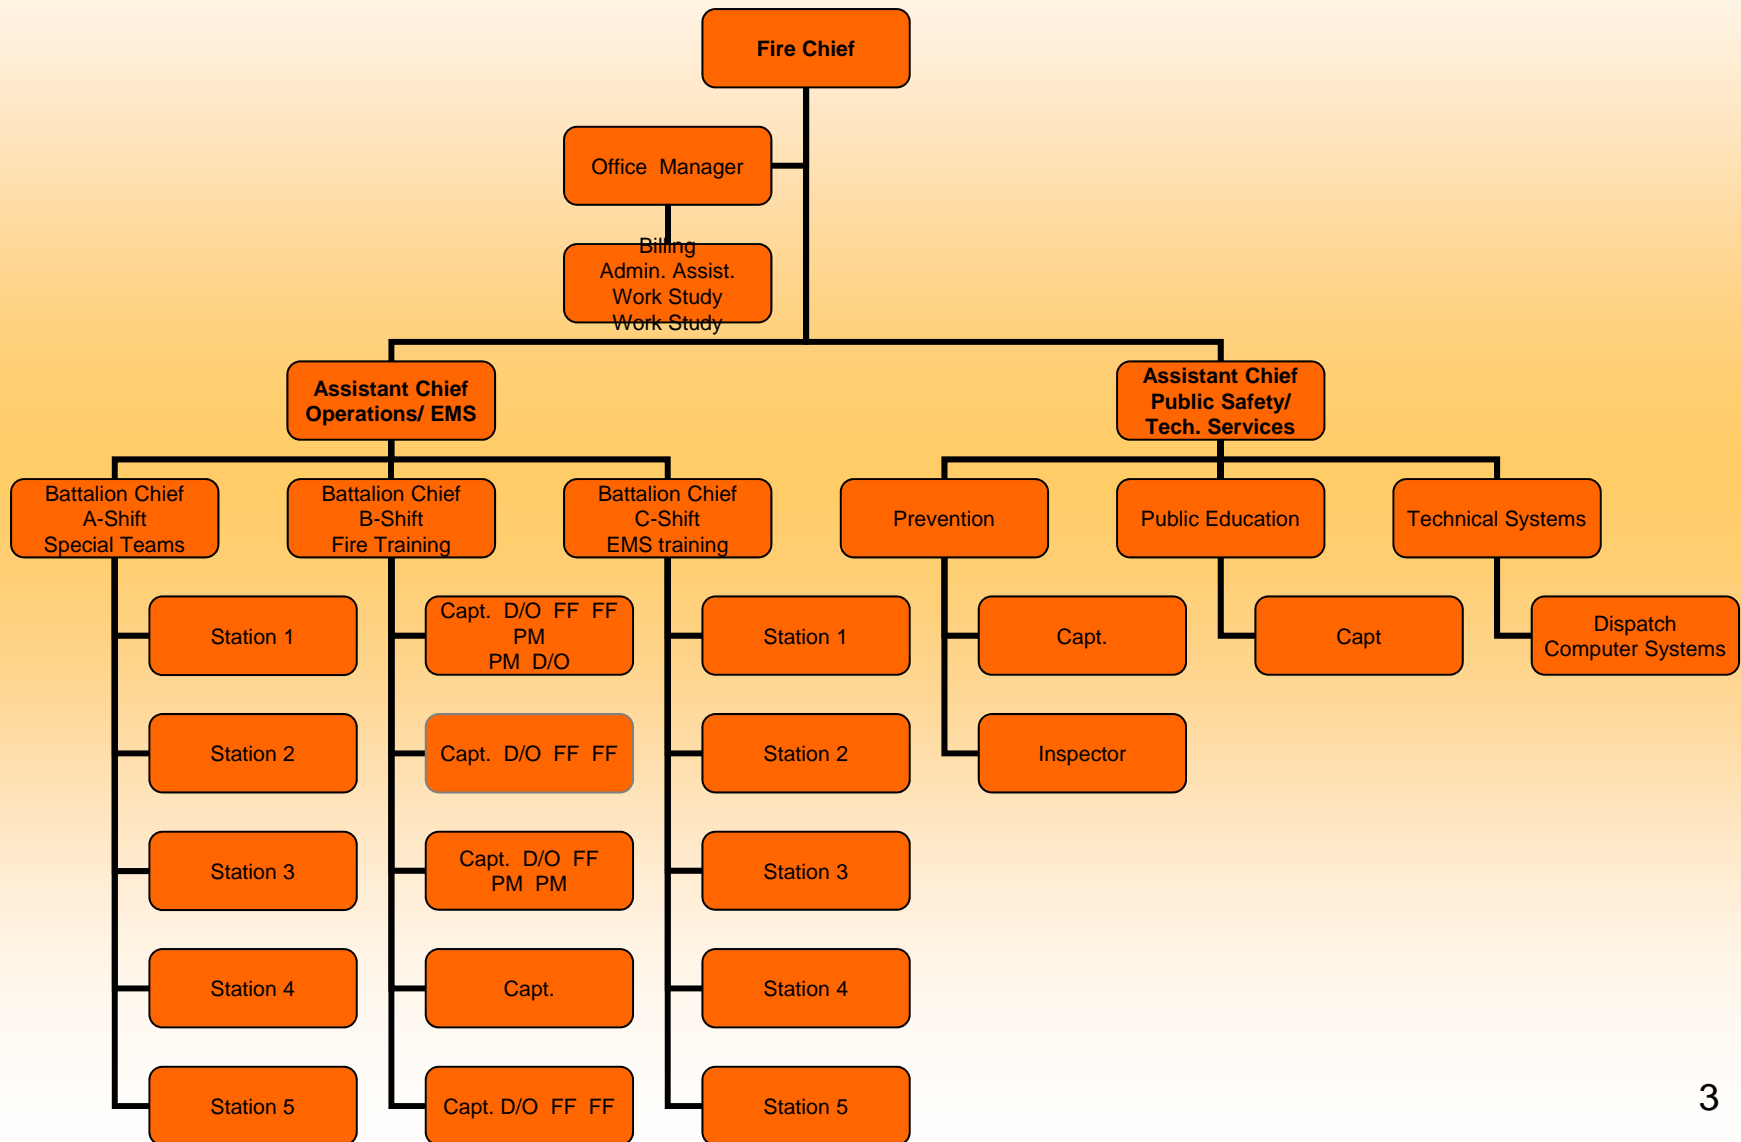 Fire Chief
Office Manager
Billing
Admin. Assist.
Work Study
Work Study
Assistant Chief
Operations/ EMS
Assistant Chief
Public Safety/
Tech. Services
Battalion Chief
A-Shift
Special Teams
Battalion Chief
B-Shift
Fire Training
Battalion Chief
C-Shift
EMS training
Prevention
Public Education
Technical Systems
Station 1
Capt. D/O FF FF
PM
PM D/O
Station 1
Capt.
Capt
Dispatch
Computer Systems
Station 2
Capt. D/O FF FF
Station 2
Inspector
Station 3
Capt. D/O FF
PM PM
Station 3
Station 4
Capt.
Station 4
Station 5
Capt. D/O FF FF
Station 5
3